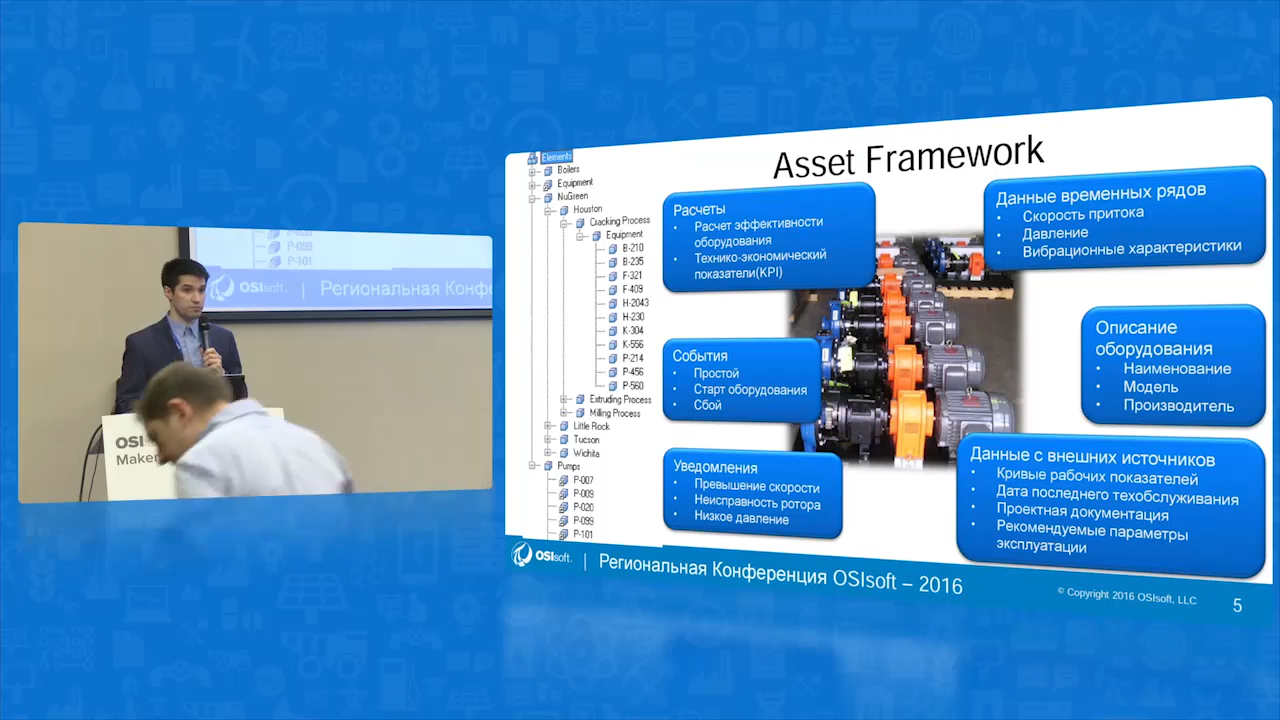 P-099
P-101
OSIsoft.
Региональная Конфе
OSI
Maker
Asset Framework
Elements
Boilers
Equipment
NuGreen
Houston
Cracking Process
Equipment
B-210
B-235
F-321
F-409
H-2043
H-230
K-304
K-556
P-214
P-456
P-560
Extruding Process
Milling Process
Little Rock
Tucson
Wichita
Pumps
P-007
P-009
P-020
P-099
P-101
Расчеты
• Расчет эффективности
оборудования
• Технико-экономический
показатели(KPI)
События
• Простой
• Старт оборудования
• Сбой
Уведомления
• Превышение скорости
• Неисправность ротора
• Низкое давление
Данные временных рядов
• Скорость притока
• Давление
• Вибрационные характеристики
Описание
оборудования
• Наименование
• Модель
• Производитель
Данные с внешних источников
• Кривые рабочих показателей
• Дата последнего техобслуживания
• Проектная документация
• Рекомендуемые параметры
эксплуатации
OSIsoft. | Региональная Конференция OSIsoft – 2016
© Copyright 2016 OSIsoft, LLC
5